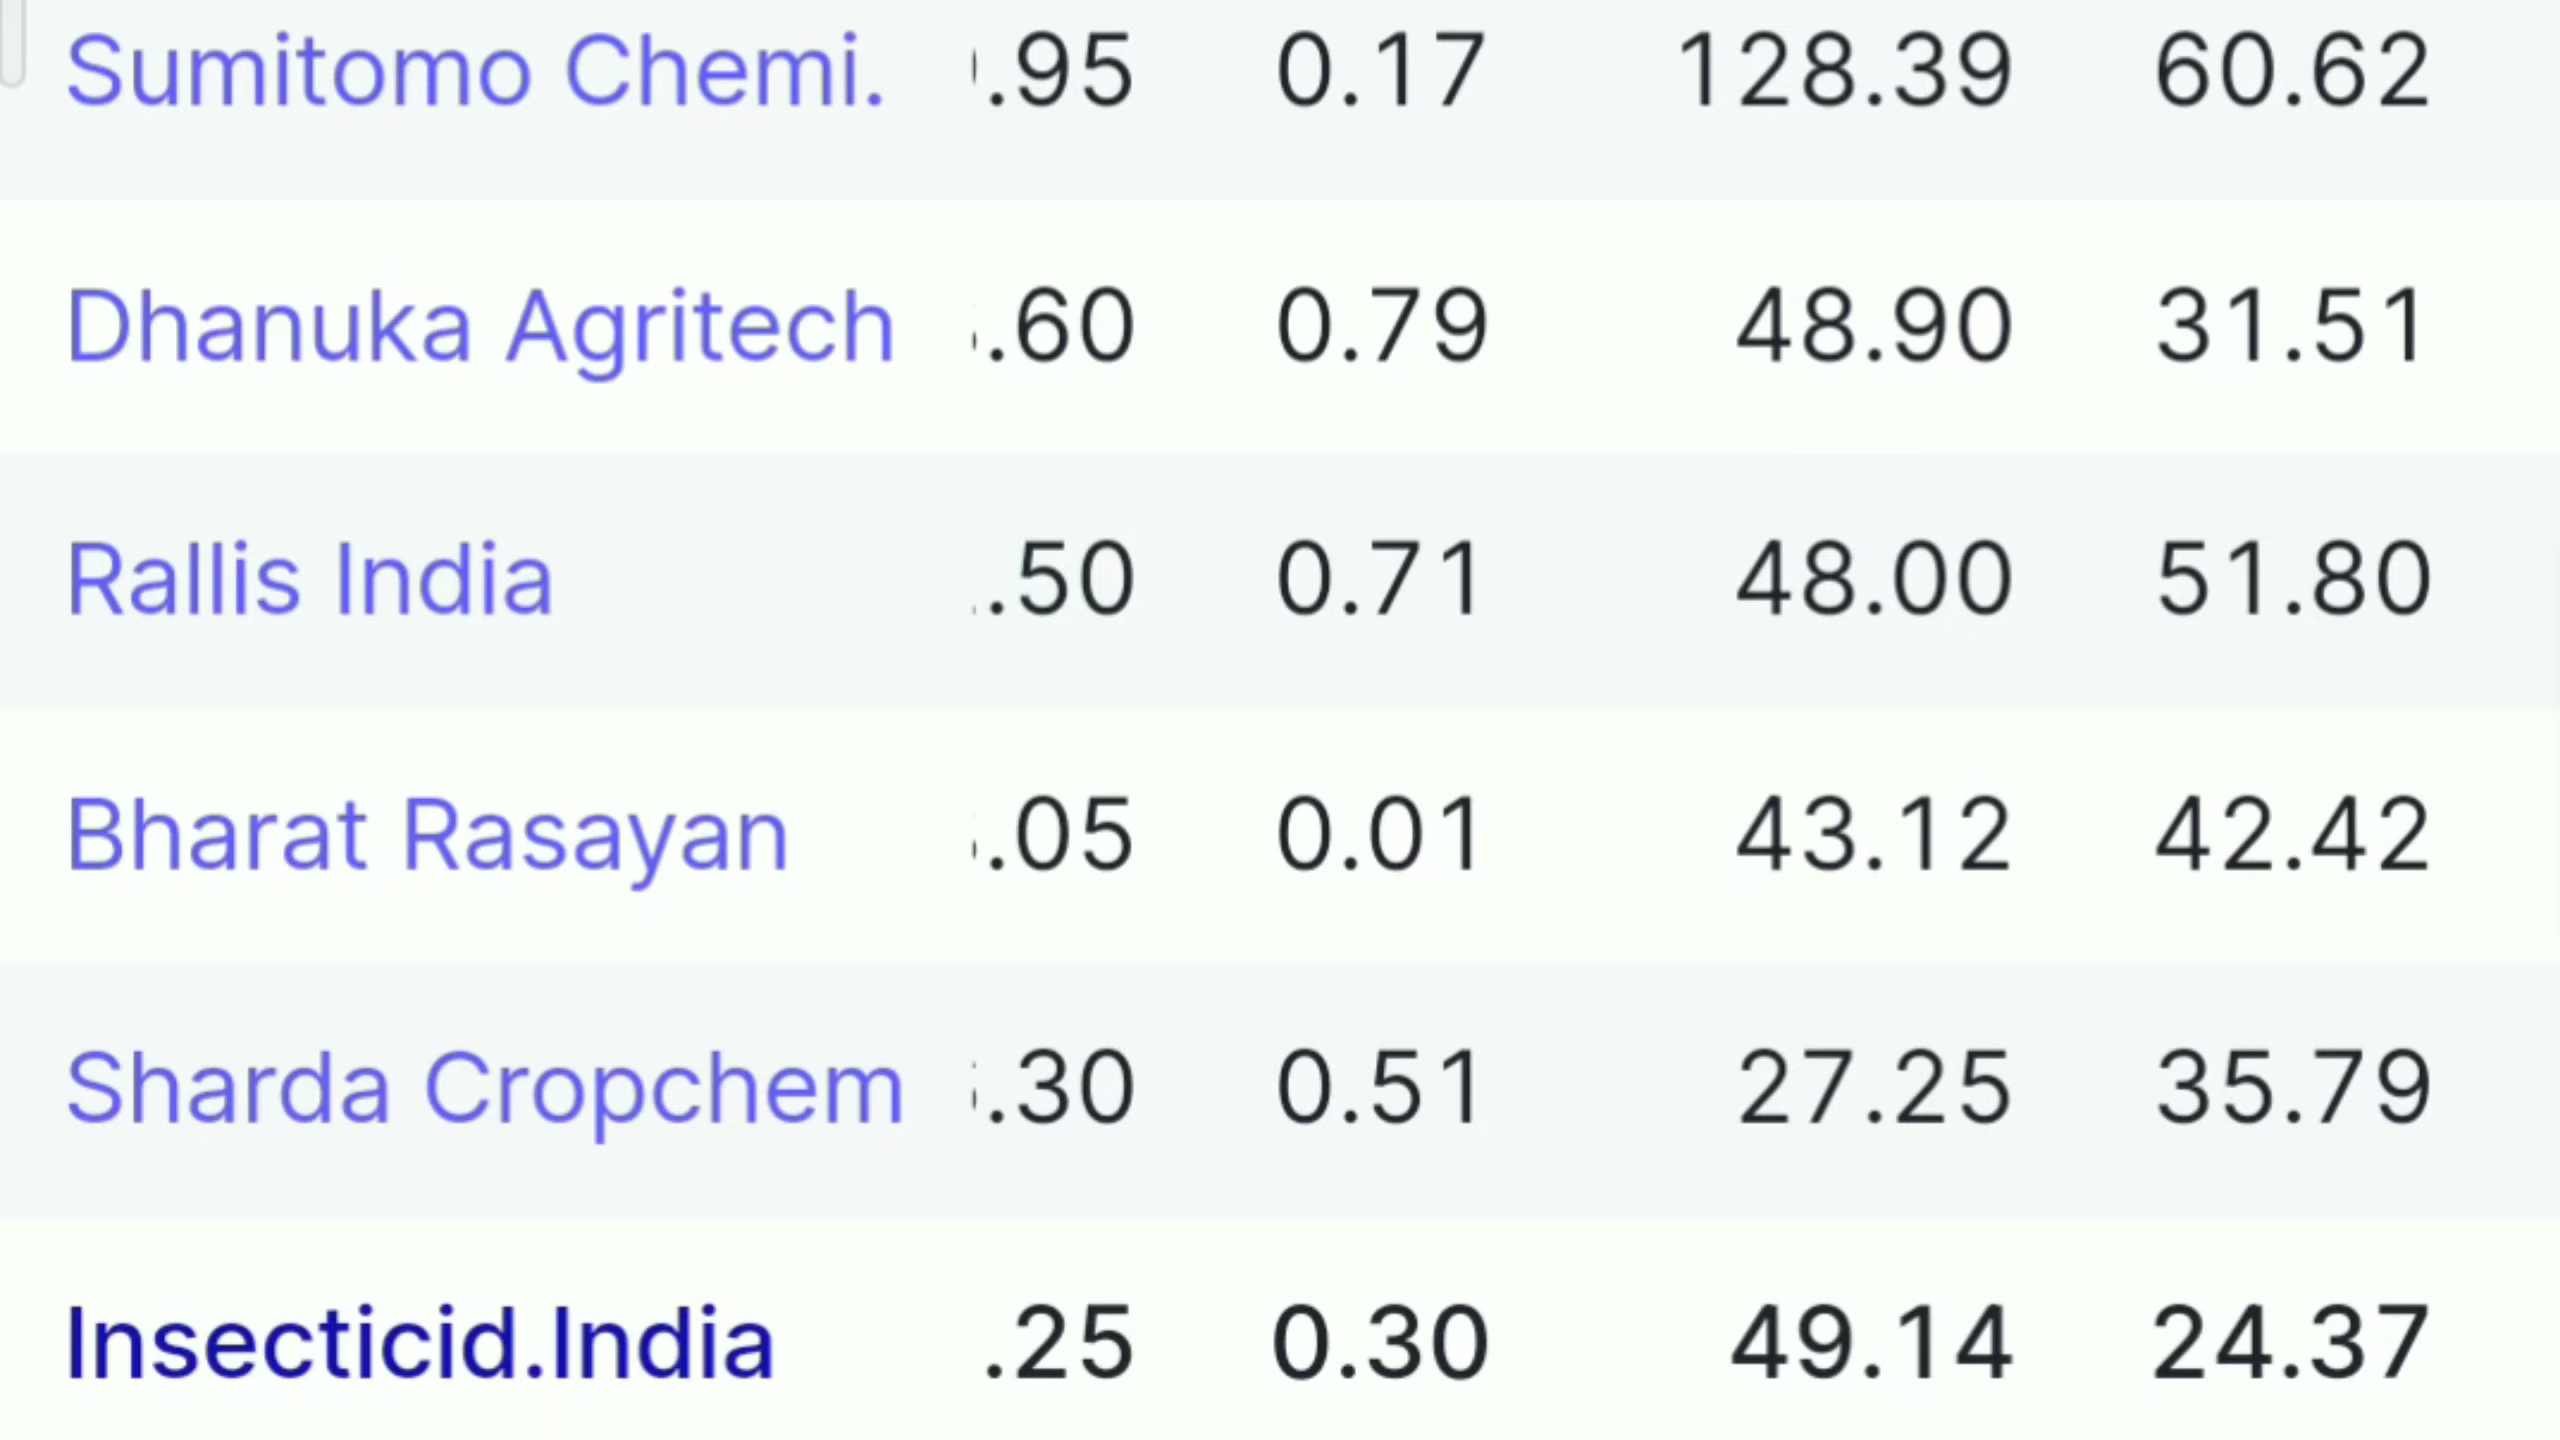 Sumitomo Chemi. .95 0.17 128.39 60.62
Dhanuka Agritech .60 0.79 48.90 31.51
Rallis India .50 0.71 48.00 51.80
Bharat Rasayan .05 0.01 43.12 42.42
Sharda Cropchem .30 0.51 27.25 35.79
Insecticid.India .25 0.30 49.14 24.37